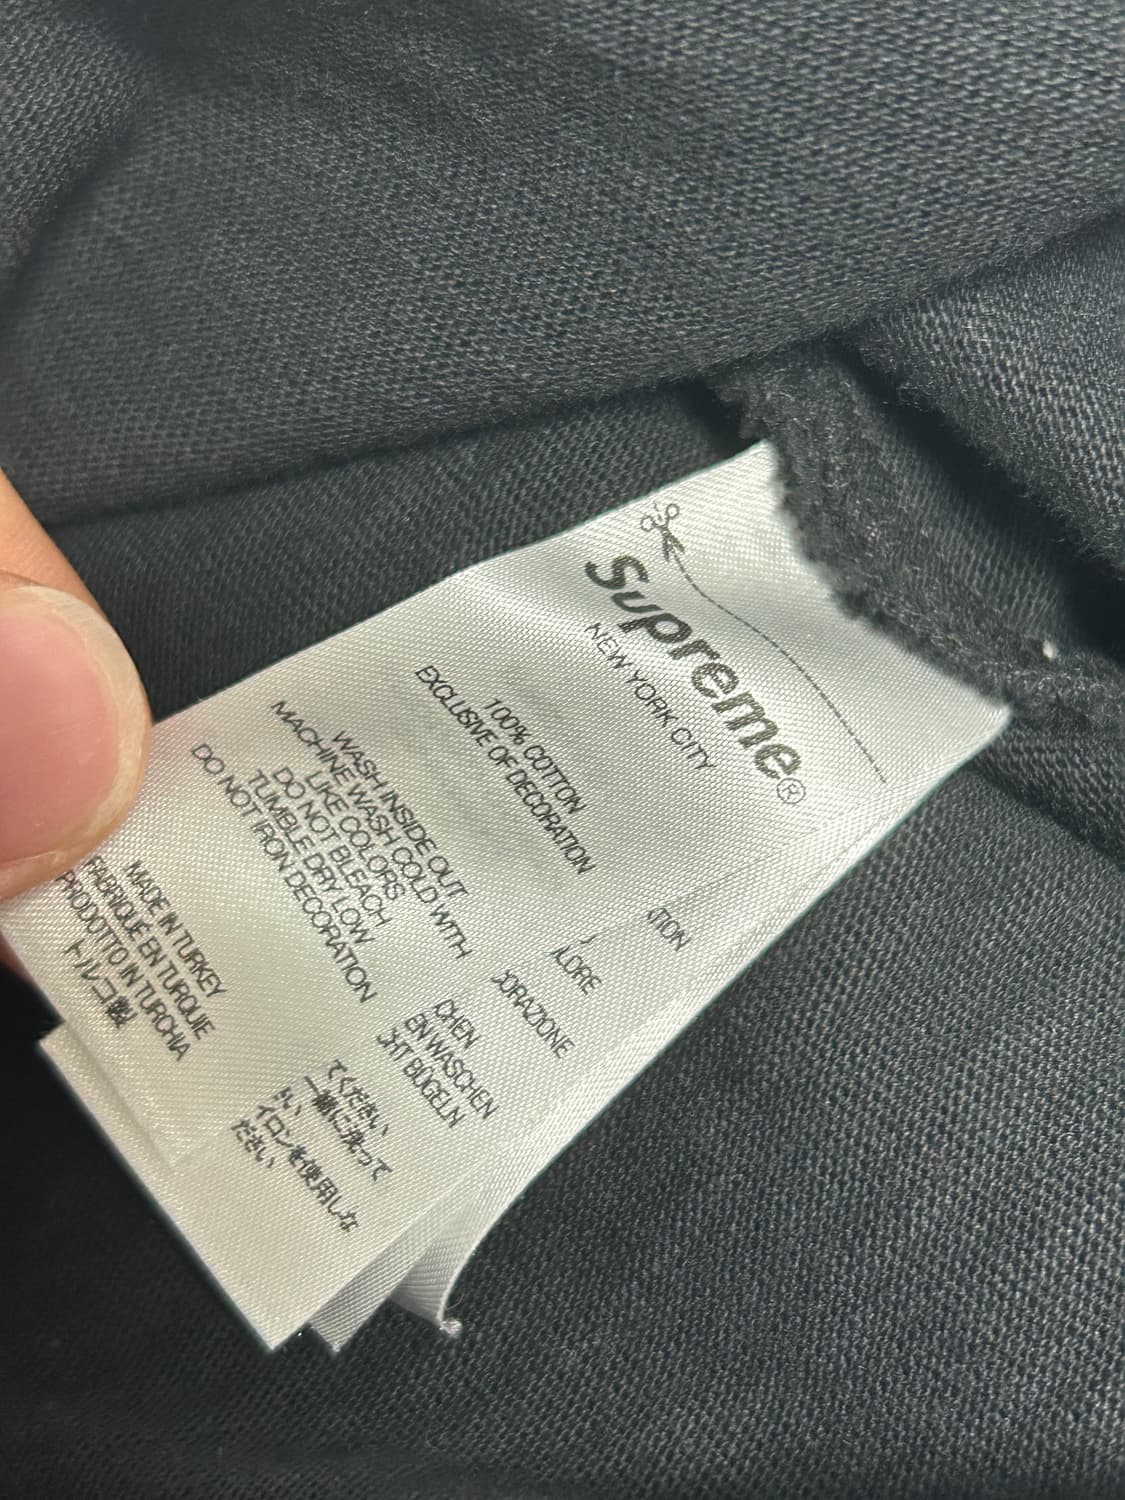 Supreme®
NEW YORK CITY
100% COTTON
EXCLUSIVE OF DECORATION
WASH INSIDE OUT
MACHINE WASH COLD WITH
LIKE COLORS
DO NOT BLEACH
TUMBLE DRY LOW
DO NOT IRON DECORATION
MADE IN TURKEY
FABRIQUÉ EN TURQUIE
PRODOTTO IN TURCHIA
トルコ製
TION
LORE
ORAZIONE
CHEN
EN WASCHEN
HT BÜGELN
てください
一緒に洗って
い
イロンを使用しな
ださい